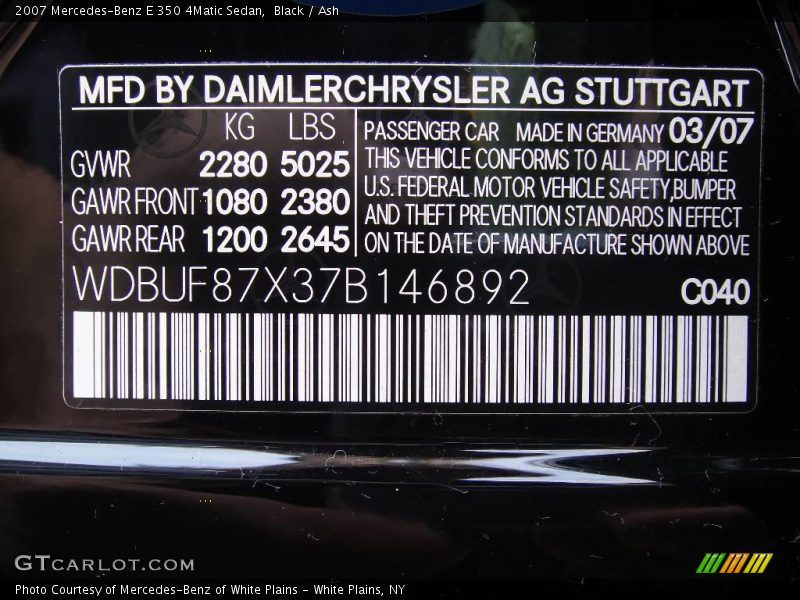 2007 Mercedes-Benz E 350 4Matic Sedan,  Black / Ash
MFD BY DAIMLERCHRYSLER AG STUTTGART
KG LBS
GVWR 2280 5025
GAWR FRONT 1080 2380
GAWR REAR 1200 2645
PASSENGER CAR MADE IN GERMANY 03/07
THIS VEHICLE CONFORMS TO ALL APPLICABLE
U.S. FEDERAL MOTOR VEHICLE SAFETY,BUMPER
AND THEFT PREVENTION STANDARDS IN EFFECT
ON THE DATE OF MANUFACTURE SHOWN ABOVE
WDBUF87X37B146892 C040
GTCARLOT.COM
Photo Courtesy of Mercedes-Benz of White Plains - White Plains, NY